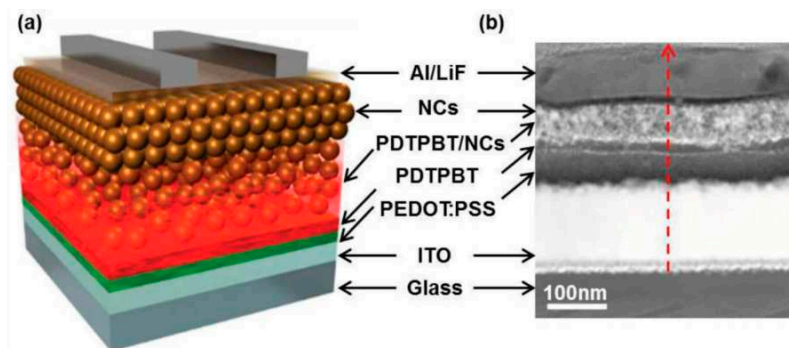 (a)
(b)
Al/LiF
NCs
PDTPBT/NCs
PDTPBT
PEDOT:PSS
ITO
Glass
100nm